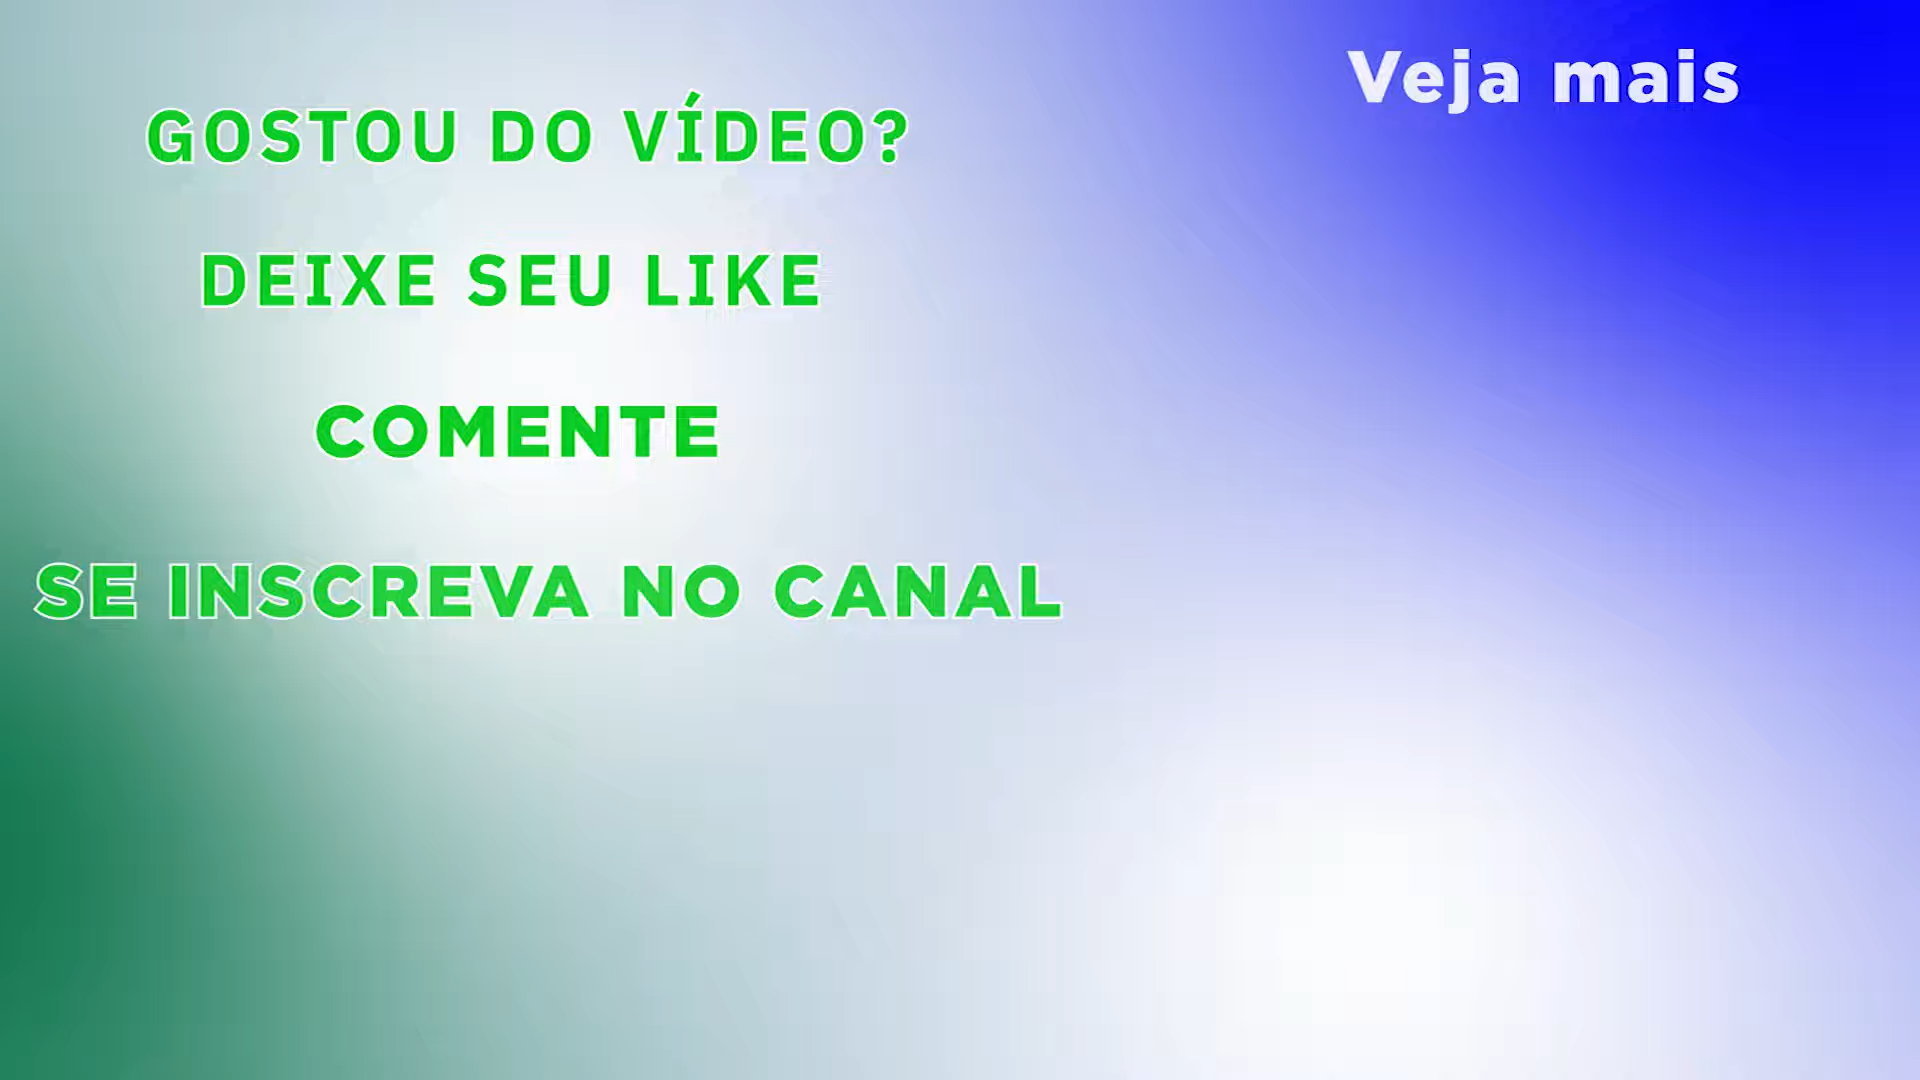 GOSTOU DO VÍDEO?
DEIXE SEU LIKE
COMENTE
SE INSCREVA NO CANAL
Veja mais